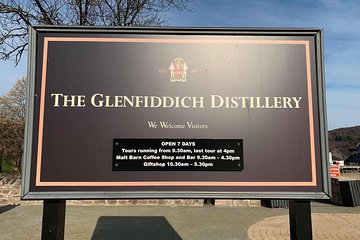 THE GLENFIDDICH DISTILLERY
We Welcome Visitors
OPEN 7 DAYS
Tours running from 9.30am, last tour at 4pm
Malt Barn Coffee Shop and Bar 9.30am – 4.30pm
Giftshop 10.30am – 5.30pm